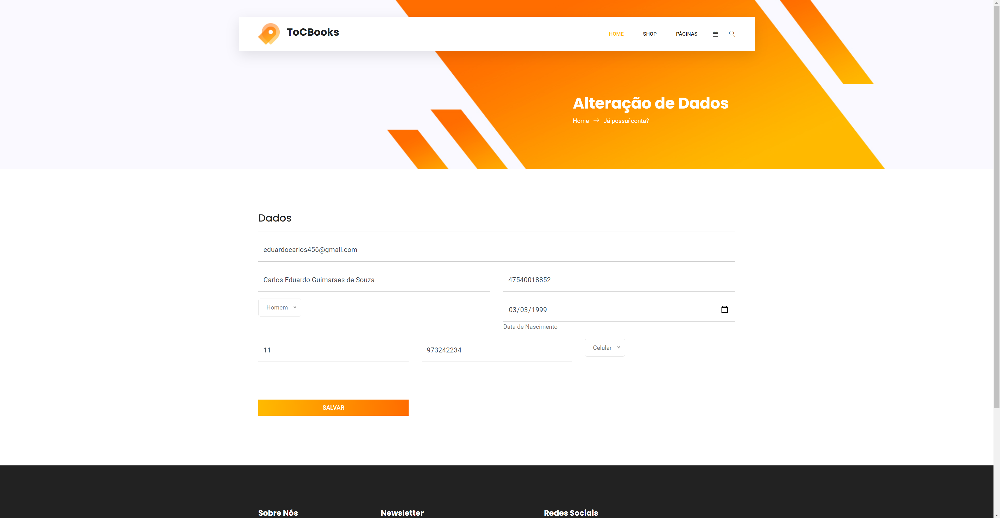 ToCBooks
HOME SHOP PÁGINAS
Alteração de Dados
Home Já possuí conta?
Dados
eduardocarlos456@gmail.com
Carlos Eduardo Guimaraes de Souza 47540018852
Homem 03/03/1999
Data de Nascimento
11 973242234 Celular
SALVAR
Sobre Nós Newsletter Redes Sociais